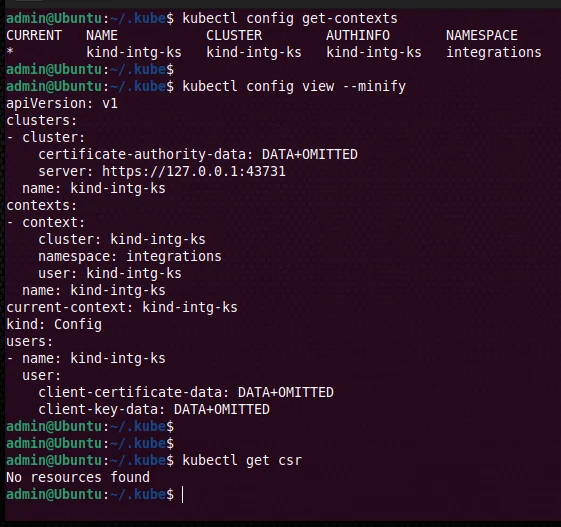 admin@Ubuntu:~/.kube$ kubectl config get-contexts
CURRENT   NAME           CLUSTER        AUTHINFO       NAMESPACE
*         kind-intg-ks   kind-intg-ks   kind-intg-ks   integrations
admin@Ubuntu:~/.kube$
admin@Ubuntu:~/.kube$ kubectl config view --minify
apiVersion: v1
clusters:
- cluster:
    certificate-authority-data: DATA+OMITTED
    server: https://127.0.0.1:43731
  name: kind-intg-ks
contexts:
- context:
    cluster: kind-intg-ks
    namespace: integrations
    user: kind-intg-ks
  name: kind-intg-ks
current-context: kind-intg-ks
kind: Config
users:
- name: kind-intg-ks
  user:
    client-certificate-data: DATA+OMITTED
    client-key-data: DATA+OMITTED
admin@Ubuntu:~/.kube$
admin@Ubuntu:~/.kube$
admin@Ubuntu:~/.kube$ kubectl get csr
No resources found
admin@Ubuntu:~/.kube$